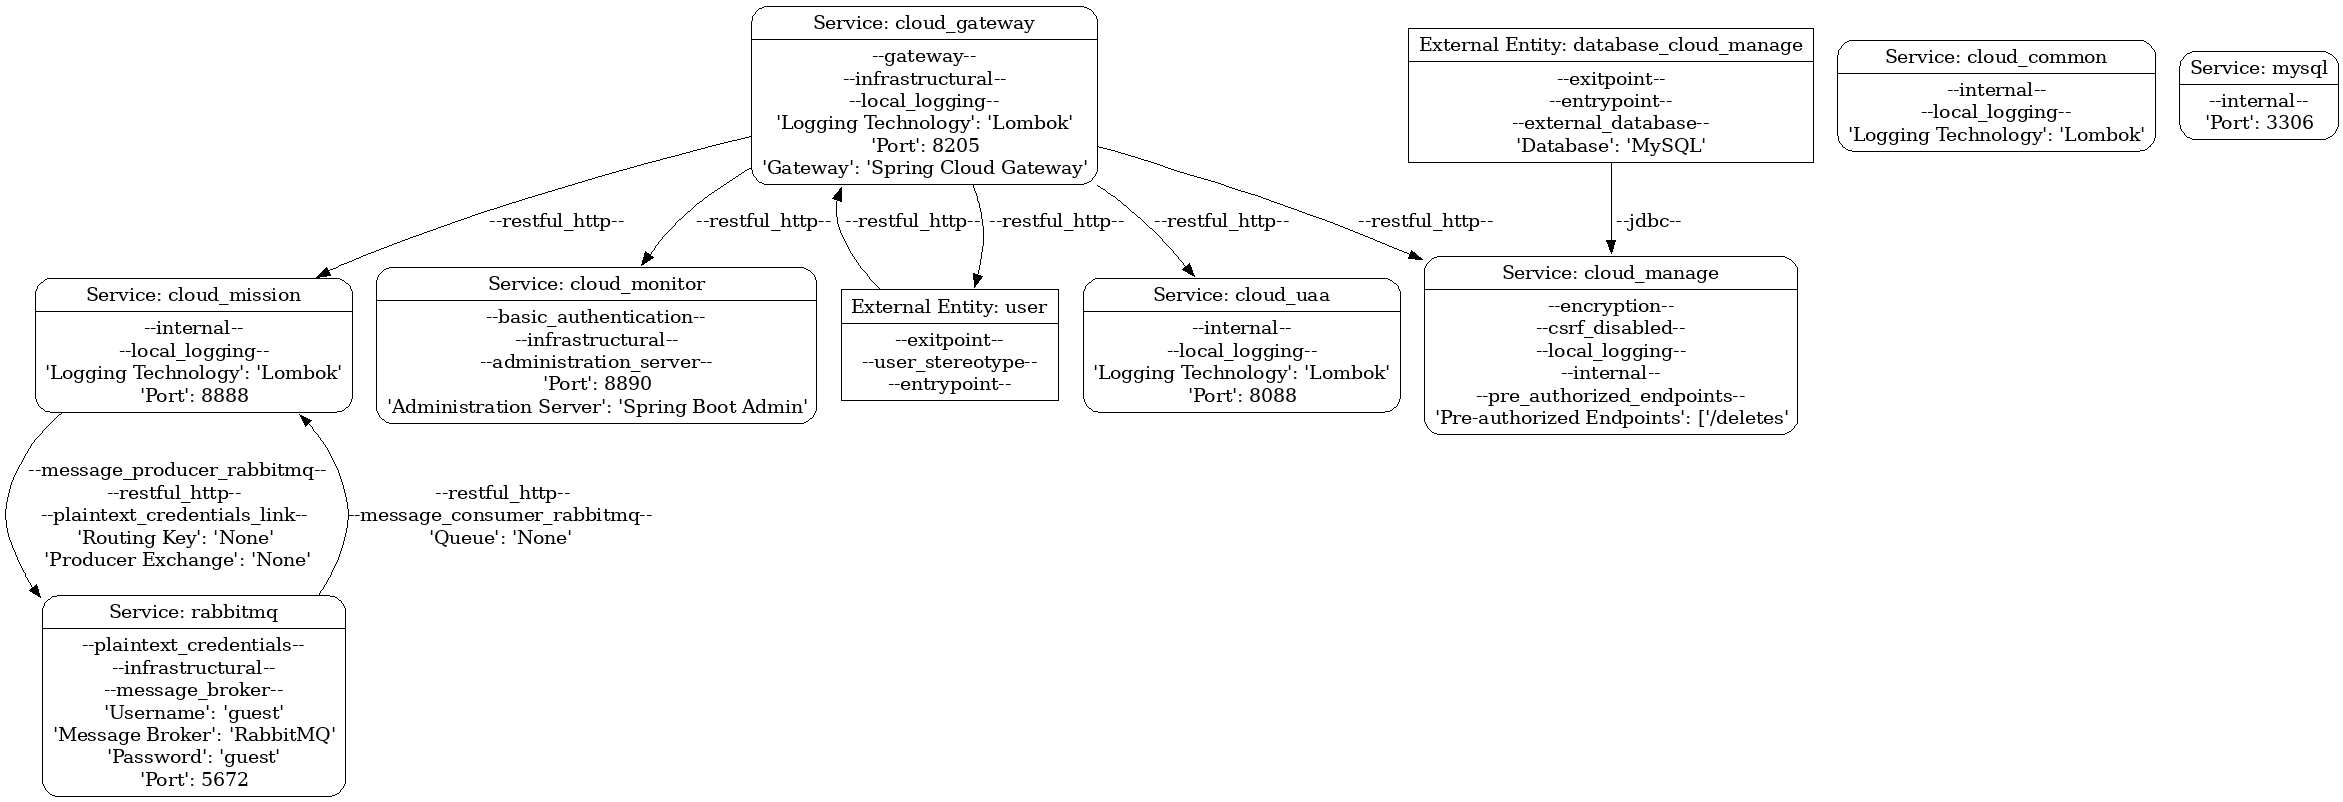 Service: cloud_gateway
--gateway--
--infrastructural--
--local_logging--
'Logging Technology': 'Lombok'
'Port': 8205
'Gateway': 'Spring Cloud Gateway'
External Entity: database_cloud_manage
--exitpoint--
--entrypoint--
--external_database--
'Database': 'MySQL'
Service: cloud_common
--internal--
--local_logging--
'Logging Technology': 'Lombok'
Service: mysql
--internal--
'Port': 3306
--restful_http--
--restful_http--
--restful_http--
--restful_http--
--restful_http--
--restful_http--
--jdbc--
Service: cloud_mission
--internal--
--local_logging--
'Logging Technology': 'Lombok'
'Port': 8888
Service: cloud_monitor
--basic_authentication--
--infrastructural--
--administration_server--
'Port': 8890
'Administration Server': 'Spring Boot Admin'
External Entity: user
--exitpoint--
--user_stereotype--
--entrypoint--
Service: cloud_uaa
--internal--
--local_logging--
'Logging Technology': 'Lombok'
'Port': 8088
Service: cloud_manage
--encryption--
--csrf_disabled--
--local_logging--
--internal--
--pre_authorized_endpoints--
'Pre-authorized Endpoints': ['/deletes'
--message_producer_rabbitmq--
--restful_http--
--plaintext_credentials_link--
'Routing Key': 'None'
'Producer Exchange': 'None'
--restful_http--
--message_consumer_rabbitmq--
'Queue': 'None'
Service: rabbitmq
--plaintext_credentials--
--infrastructural--
--message_broker--
'Username': 'guest'
'Message Broker': 'RabbitMQ'
'Password': 'guest'
'Port': 5672